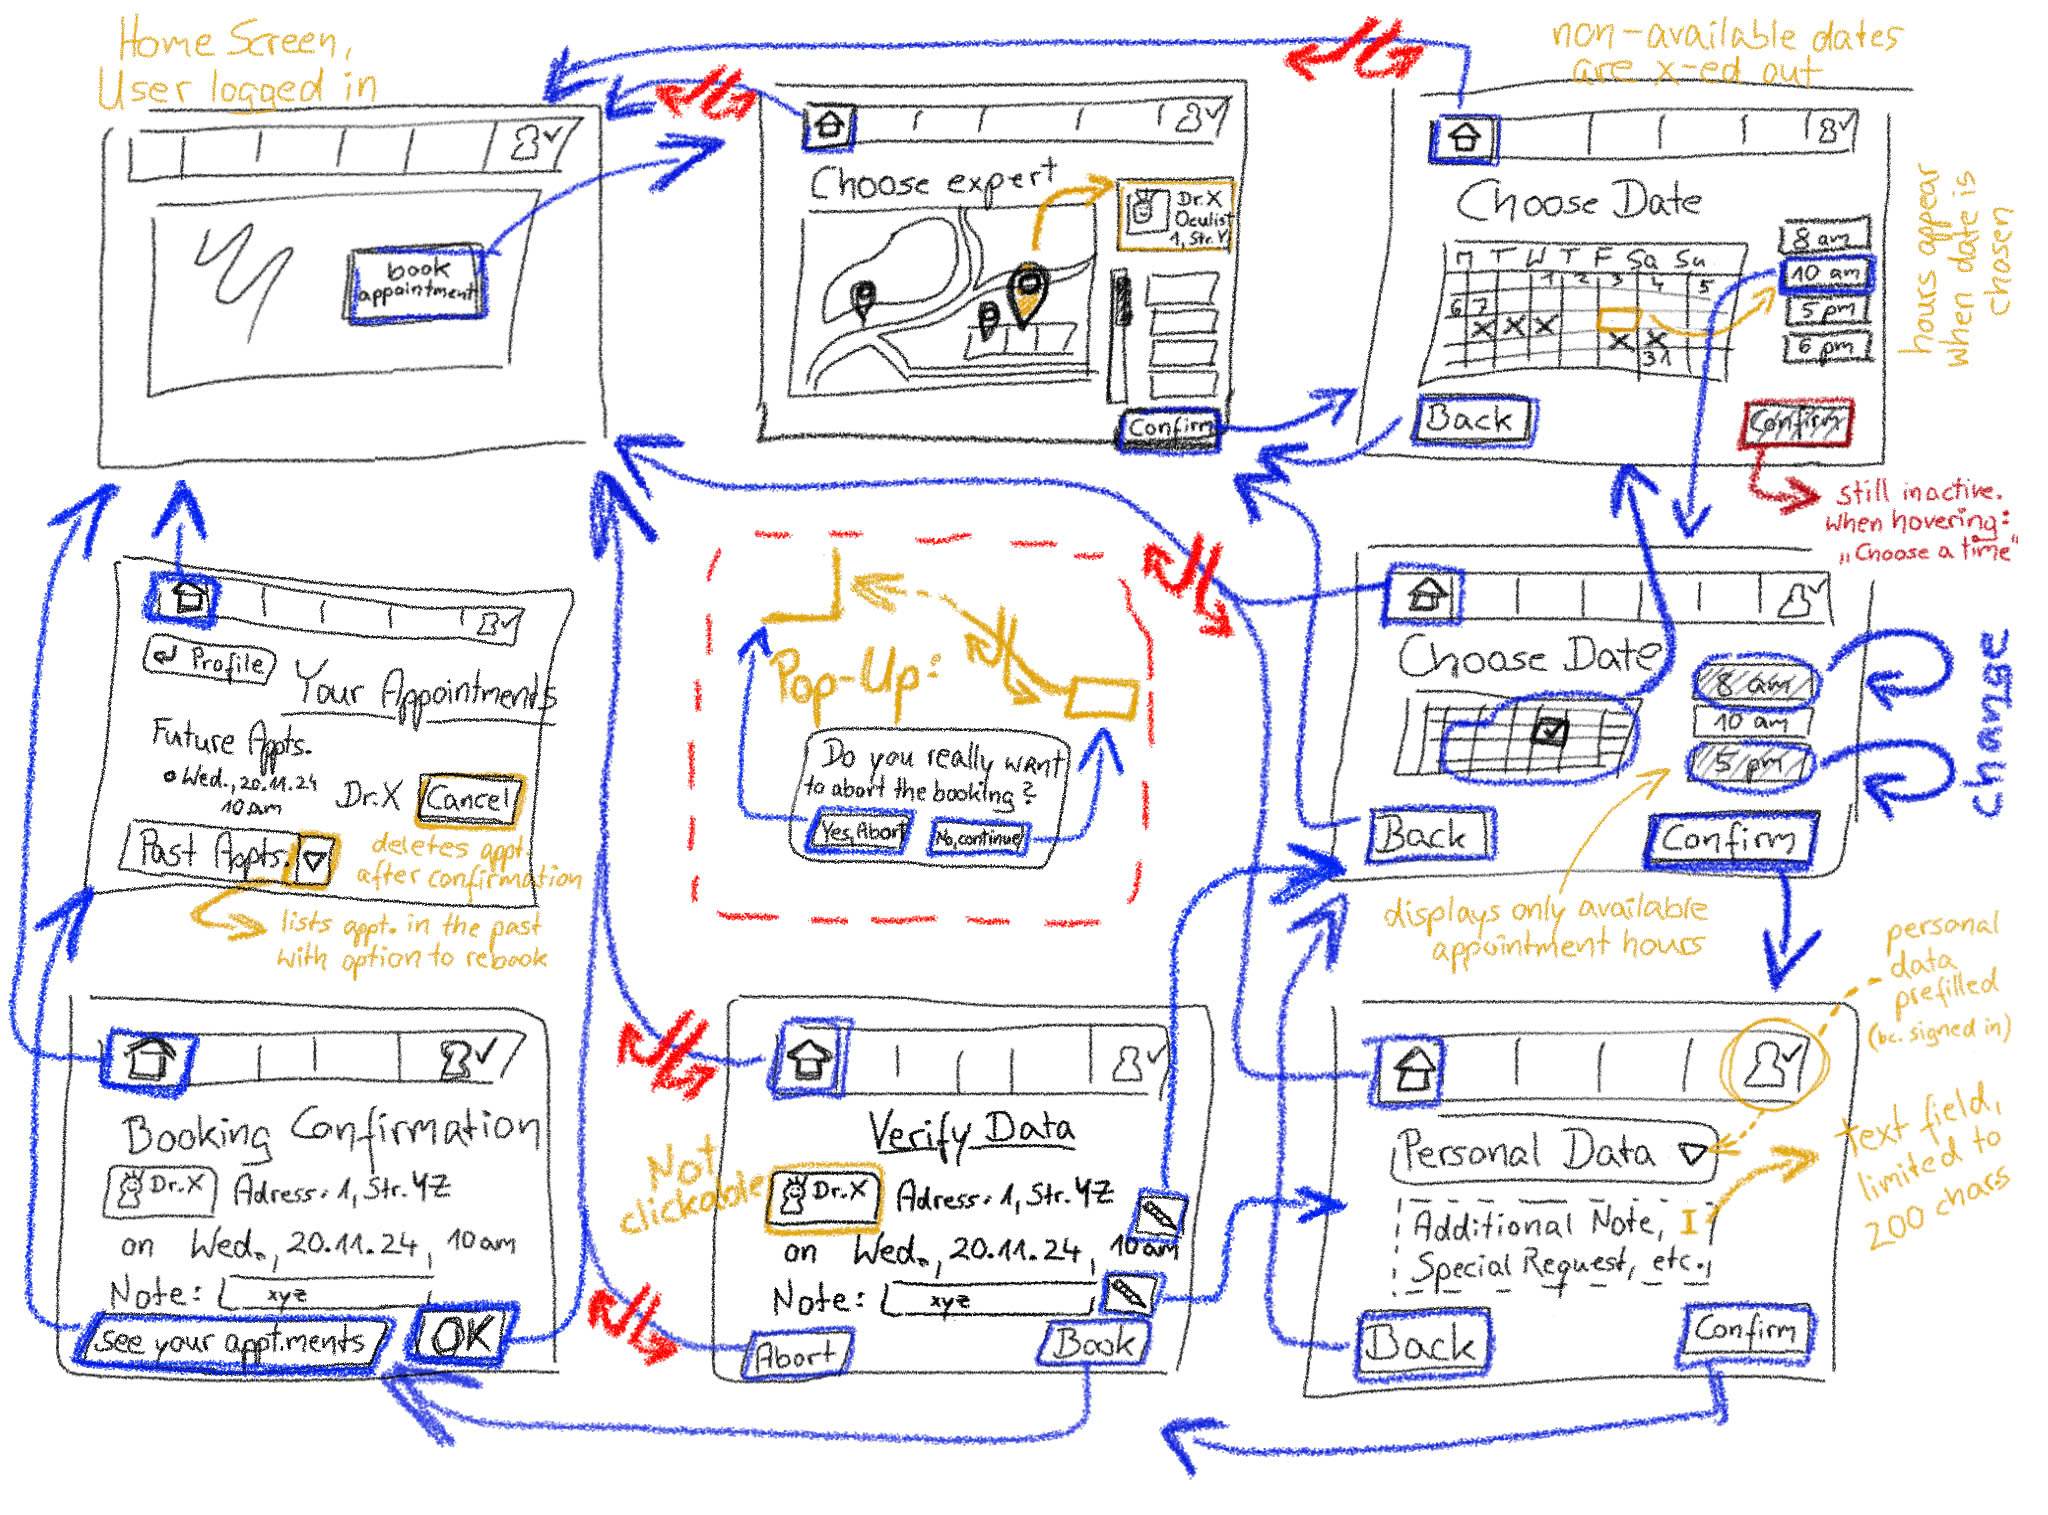 Home Screen,
User logged in
book
appointment
Choose expert
Dr.X
Oculist
1, Str. Y
Confirm
non-available dates
are x-ed out
Choose Date
M T W T F Sa Su
1 2 3 4 5
6 7
X X X X X
31
8 am
10 am
5 pm
6 pm
hours appear
when date is
chosen
Back
Confirm
still inactive.
when hovering:
„Choose a time"
Profile
Your Appointments
Future Appts.
Wed., 20.11.24
10am
Dr.X
Cancel
Past Appts.
deletes appt.
after confirmation
lists appt. in the past
with option to rebook
Pop-Up:
Do you really want
to abort the booking?
Yes, Abort
No, continue
Choose Date
8 am
10 am
5 pm
change
Back
Confirm
displays only available
appointment hours
Booking Confirmation
Dr.X
Adress: 1, Str. YZ
on Wed., 20.11.24, 10am
Note: xyz
see your appt.ments
OK
Verify Data
Not
clickable
Dr.X
Adress: 1, Str. YZ
on Wed., 20.11.24, 10am
Note: xyz
Abort
Book
personal
data
prefilled
(bc. signed in)
Personal Data
Additional Note, I
Special Request, etc.
Text field,
limited to
200 chars
Back
Confirm